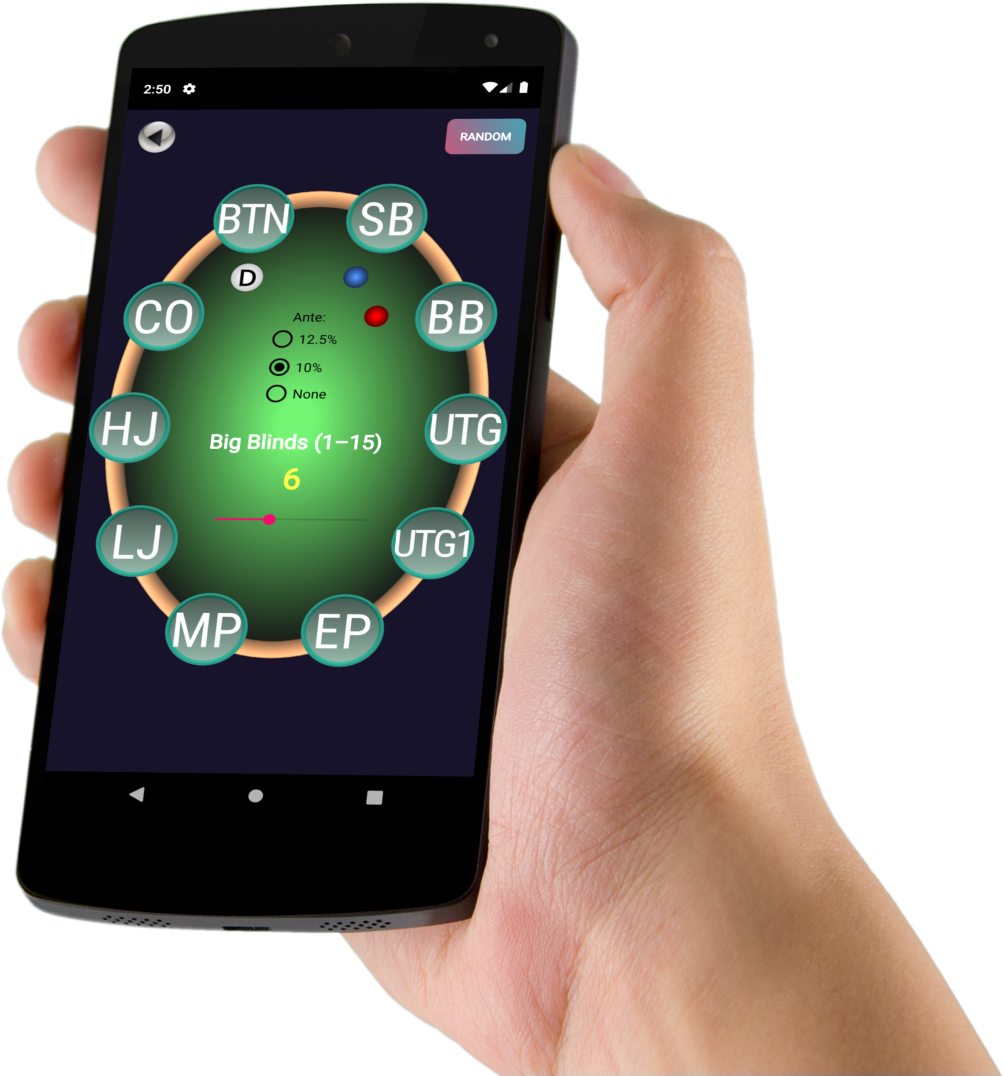 2:50
RANDOM
BTN
SB
D
CO
BB
Ante:
12.5%
10%
None
HJ
UTG
Big Blinds (1-15)
6
LJ
UTG1
MP
EP